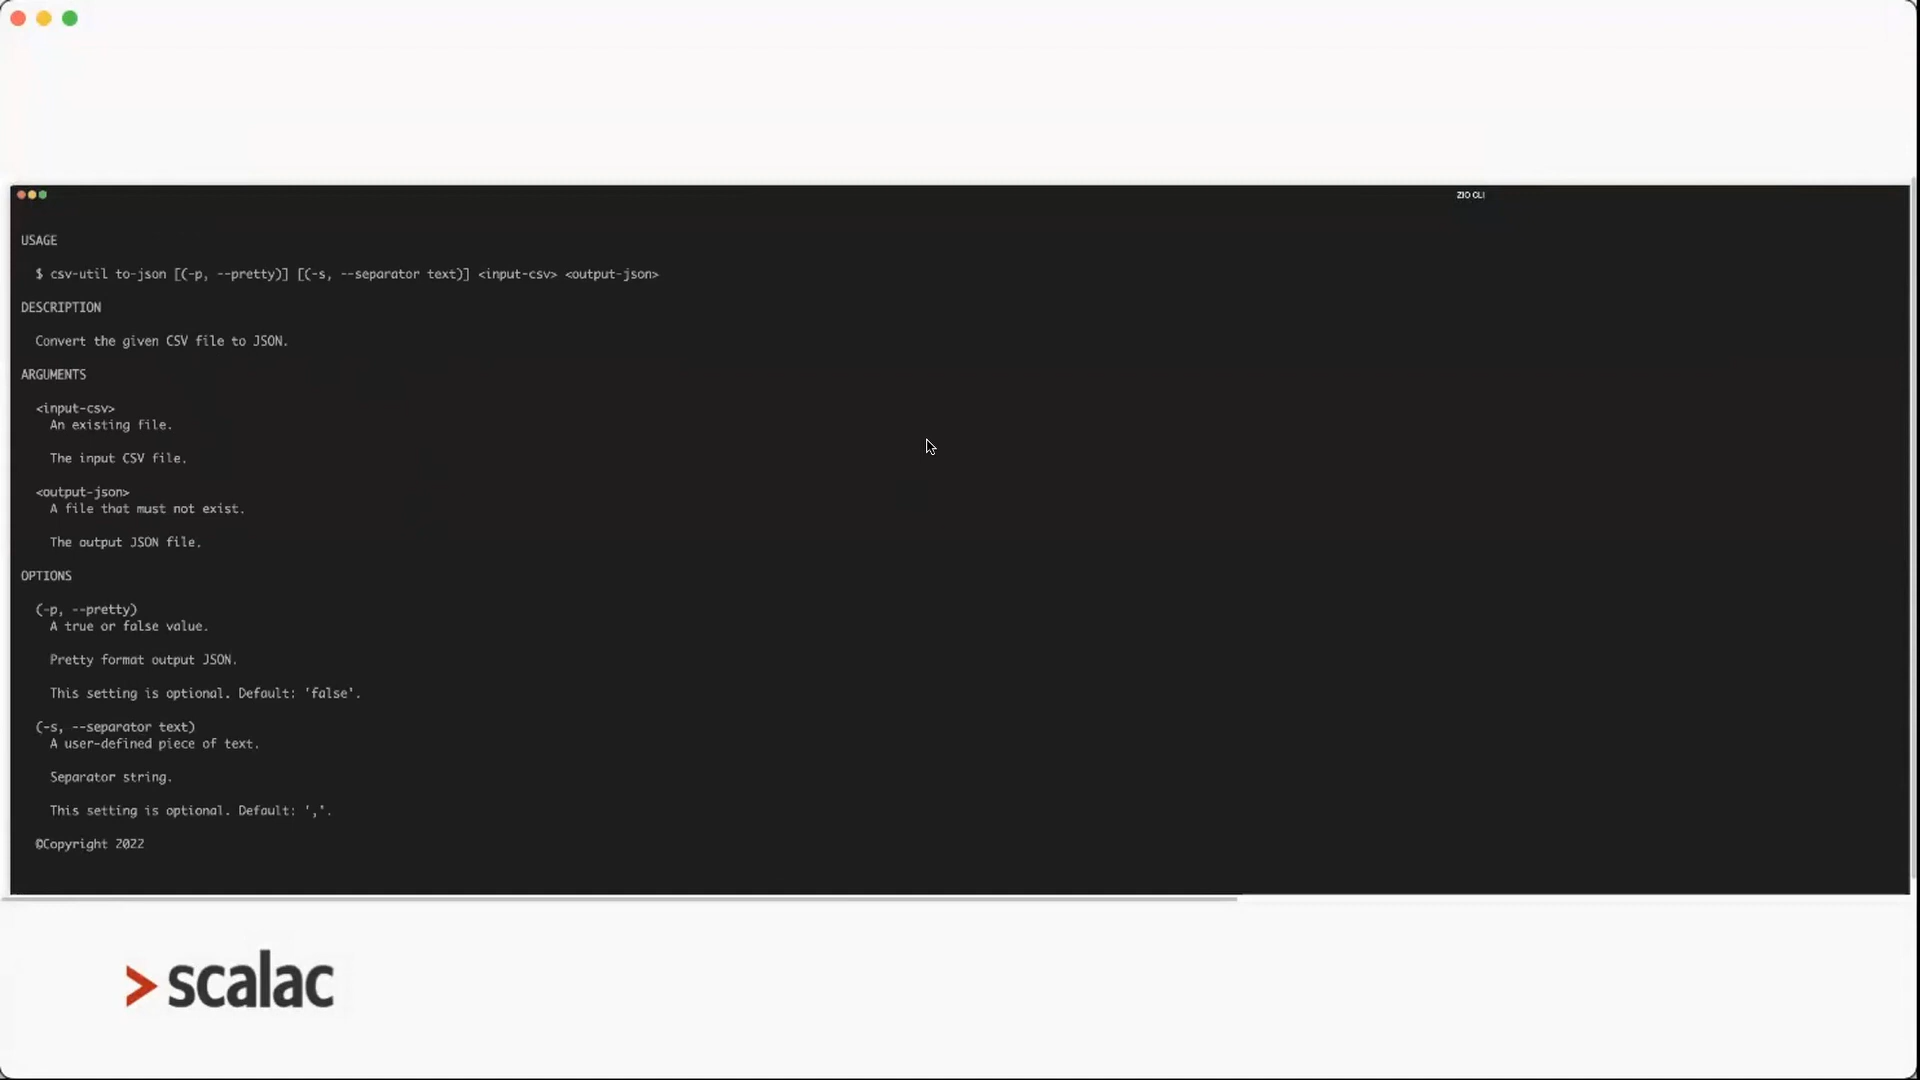 ZIO CLI
USAGE
$ csv-util to-json [(-p, --pretty)] [(-s, --separator text)] <input-csv> <output-json>
DESCRIPTION
Convert the given CSV file to JSON.
ARGUMENTS
<input-csv>
An existing file.
The input CSV file.
<output-json>
A file that must not exist.
The output JSON file.
OPTIONS
(-p, --pretty)
A true or false value.
Pretty format output JSON.
This setting is optional. Default: 'false'.
(-s, --separator text)
A user-defined piece of text.
Separator string.
This setting is optional. Default: ','.
©Copyright 2022
scalac